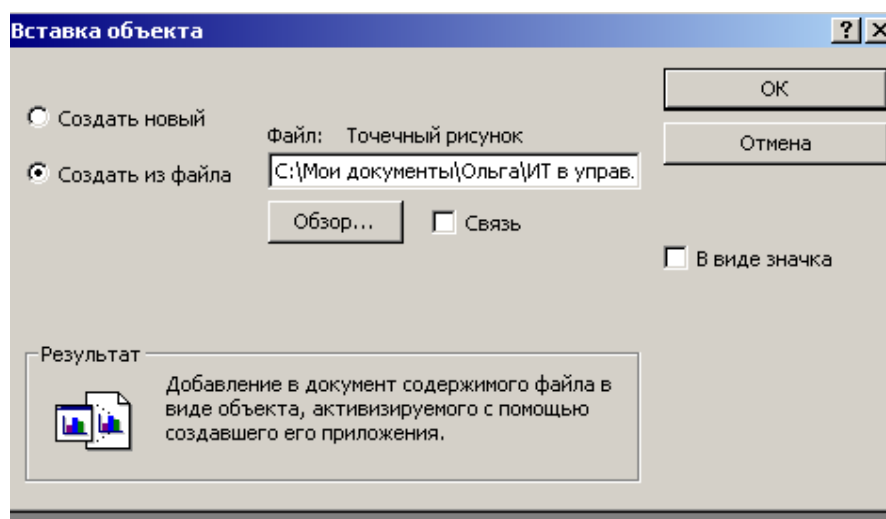 Вставка объекта
Создать новый
Создать из файла
Файл: Точечный рисунок
C:\Мои документы\Ольга\ИТ в управ.
Обзор...
Связь
OK
Отмена
В виде значка
Результат
Добавление в документ содержимого файла в
виде объекта, активизируемого с помощью
создавшего его приложения.